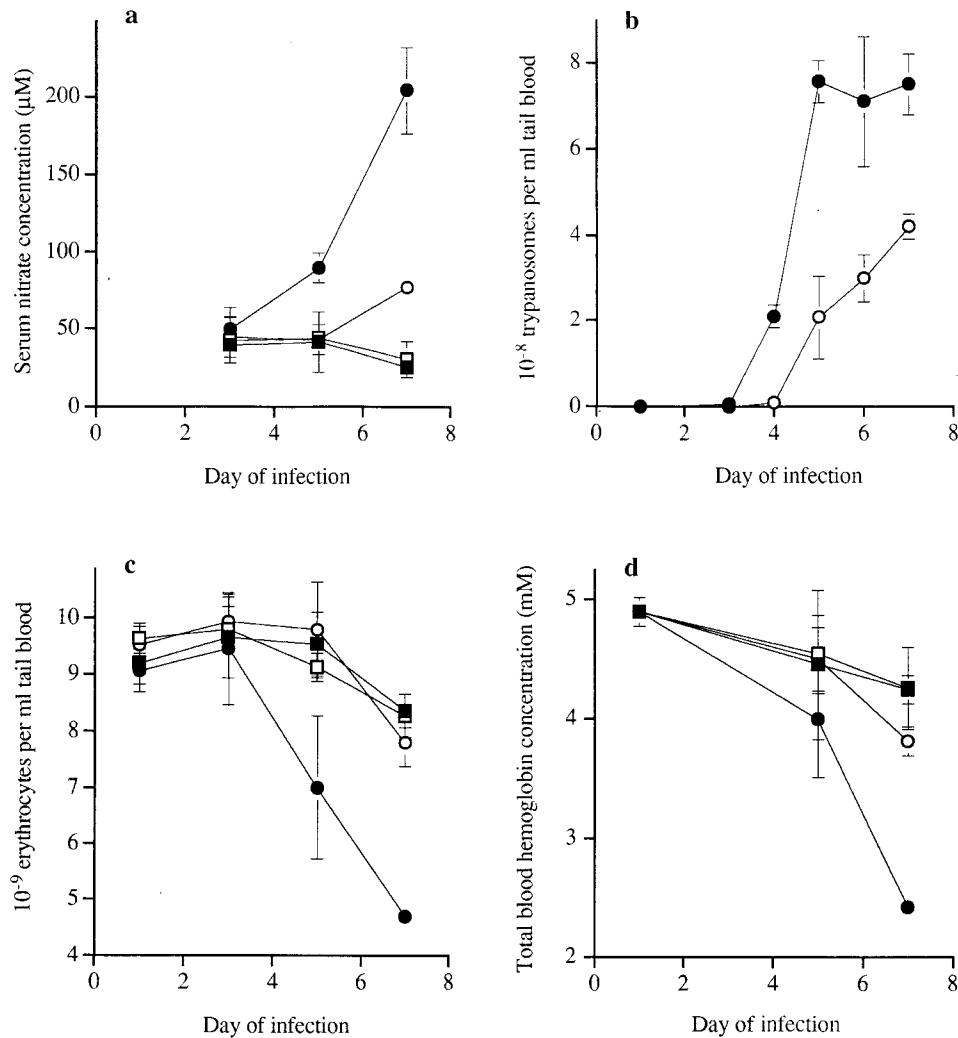 a
Serum nitrate concentration (µM)
200
150
100
50
0
0 2 4 6 8
Day of infection
b
10⁻⁸ trypanosomes per ml tail blood
8
6
4
2
0
0 2 4 6 8
Day of infection
c
10⁻⁹ erythrocytes per ml tail blood
10
9
8
7
6
5
4
0 2 4 6 8
Day of infection
d
Total blood hemoglobin concentration (mM)
5
4
3
2
0 2 4 6 8
Day of infection